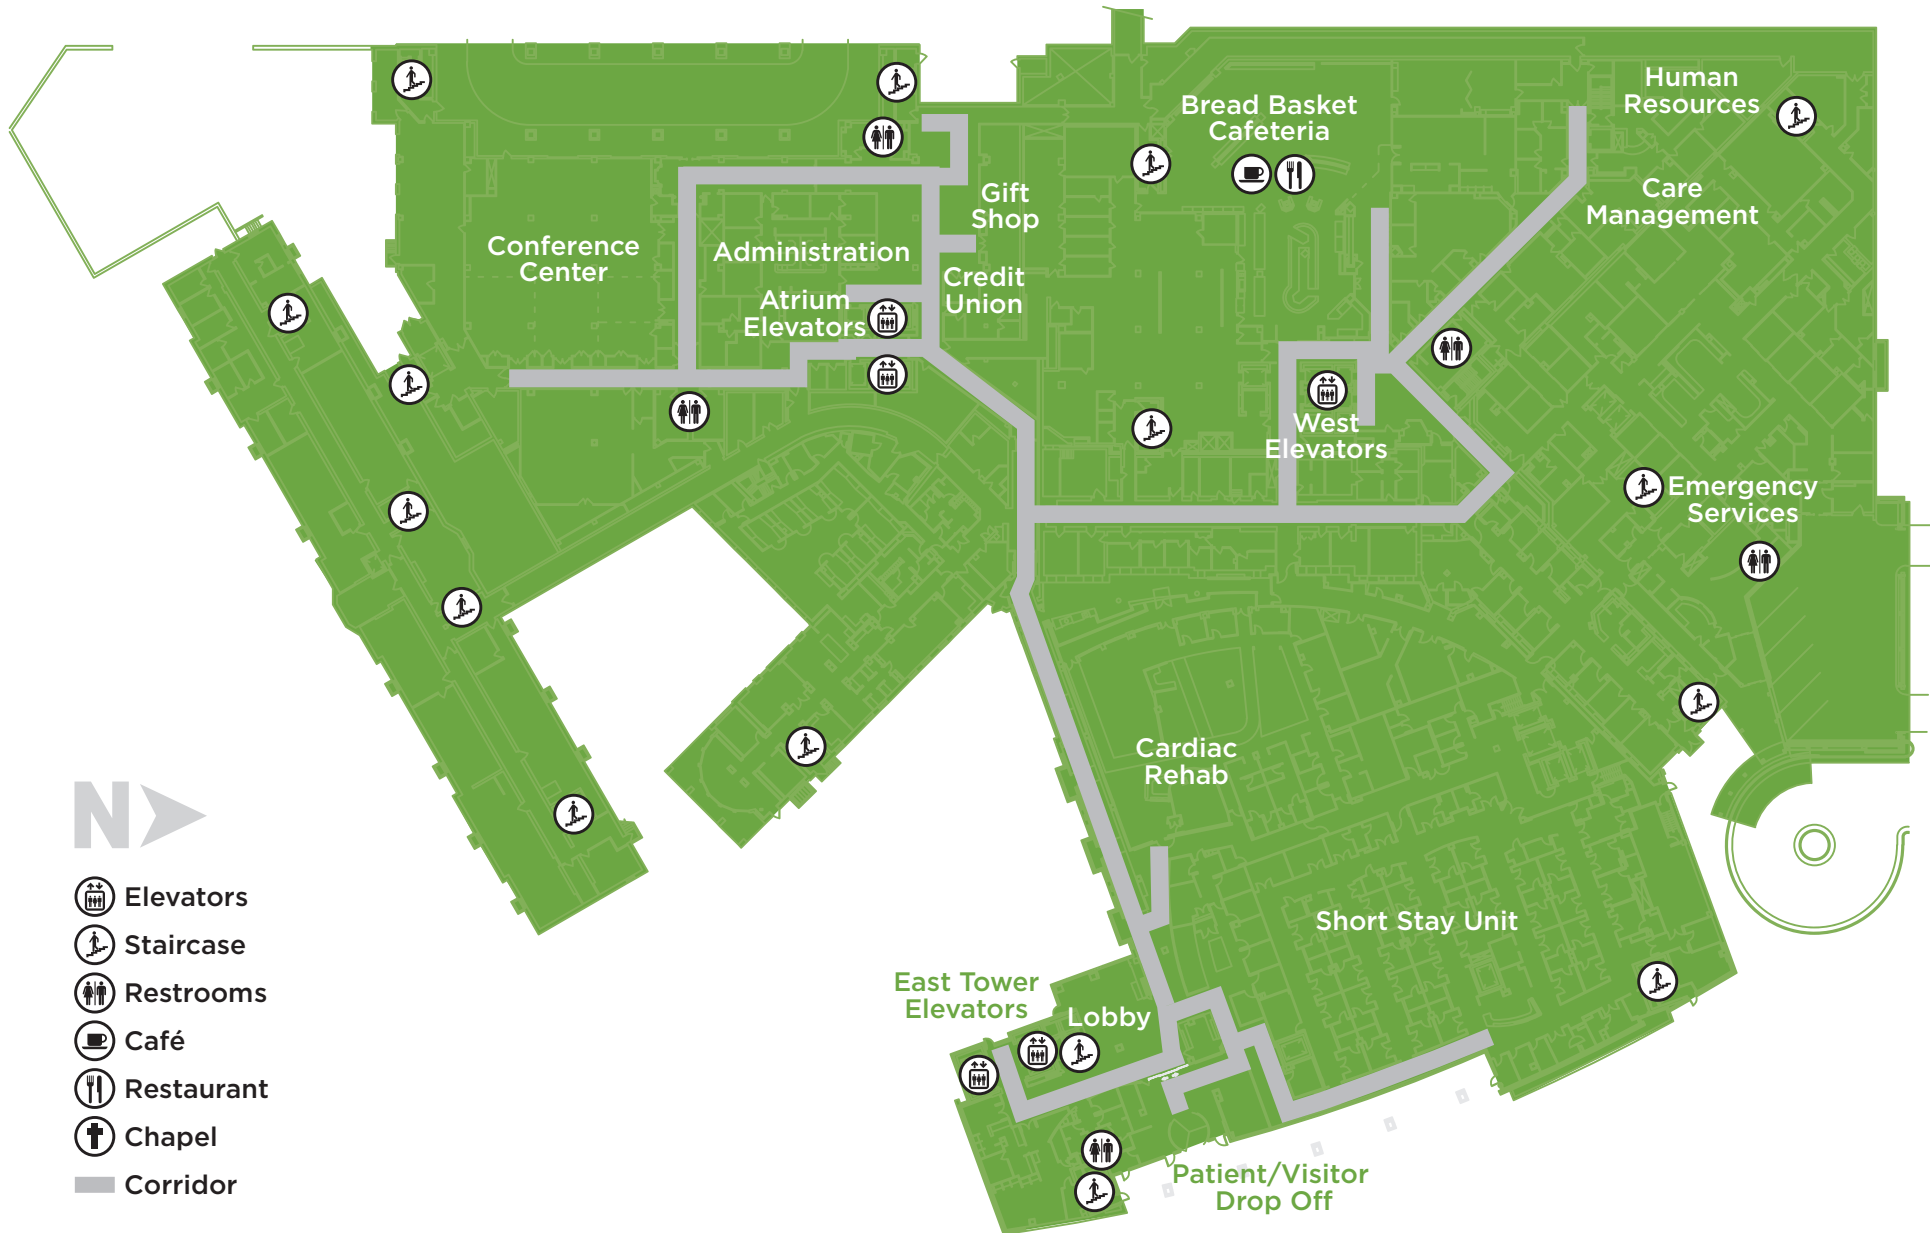 Human
Resources
Bread Basket
Cafeteria
Care
Management
Gift
Shop
Conference
Center
Administration
Credit
Union
Atrium
Elevators
West
Elevators
Emergency
Services
Cardiac
Rehab
Short Stay Unit
East Tower
Elevators
Lobby
Patient/Visitor
Drop Off
N
Elevators
Staircase
Restrooms
Café
Restaurant
Chapel
Corridor